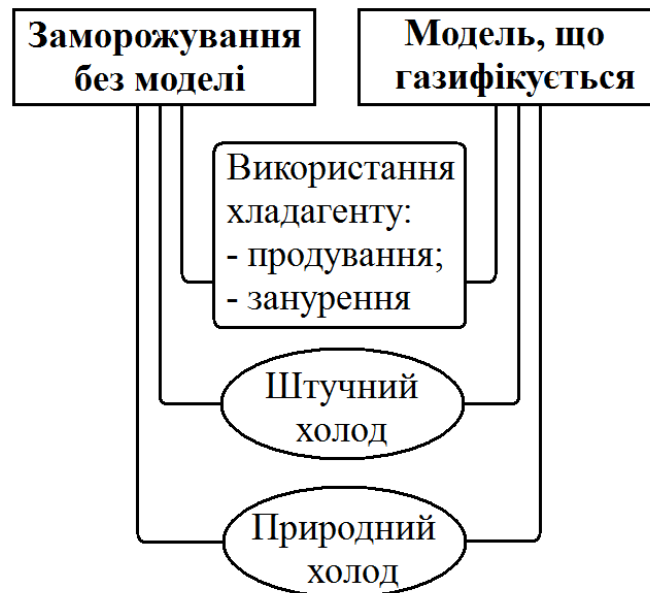 Заморожування
без моделі
Модель, що
газифікується
Використання
хладагенту:
- продування;
- занурення
Штучний
холод
Природний
холод